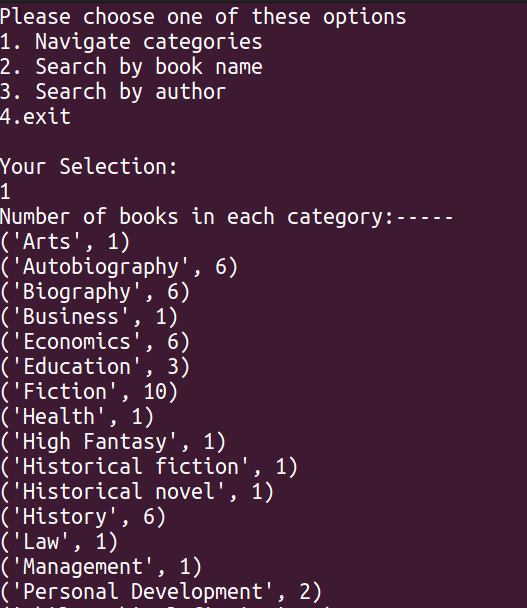 Please choose one of these options
1. Navigate categories
2. Search by book name
3. Search by author
4.exit
Your Selection:
1
Number of books in each category:-----
('Arts', 1)
('Autobiography', 6)
('Biography', 6)
('Business', 1)
('Economics', 6)
('Education', 3)
('Fiction', 10)
('Health', 1)
('High Fantasy', 1)
('Historical fiction', 1)
('Historical novel', 1)
('History', 6)
('Law', 1)
('Management', 1)
('Personal Development', 2)